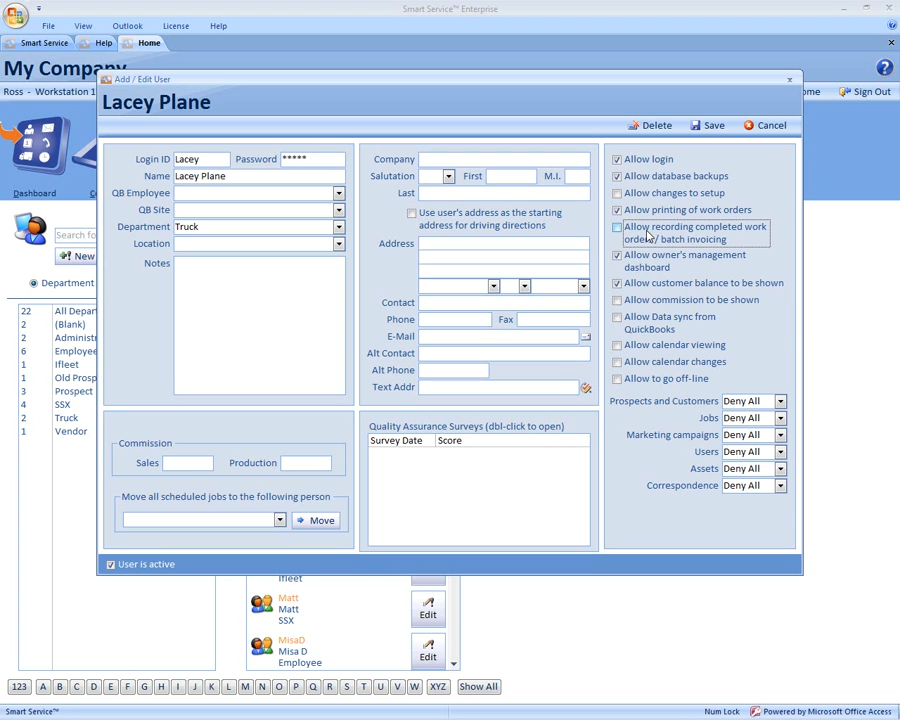 Smart Service™ Enterprise
File View Outlook License Help
Smart Service Help Home
My Company
Ross - Workstation 1
Sign Out
Dashboard
Search fo
New
Department
22 All Depar
2 (Blank)
2 Administ
6 Employee
1 Ifleet
1 Old Prosp
3 Prospect
4 SSX
2 Truck
1 Vendor
Add / Edit User
Lacey Plane
Delete Save Cancel
Login ID Lacey Password *****
Name Lacey Plane
QB Employee
QB Site
Department Truck
Location
Notes
Commission
Sales Production
Move all scheduled jobs to the following person
Move
Company
Salutation First M.I.
Last
Use user's address as the starting
address for driving directions
Address
Contact
Phone Fax
E-Mail
Alt Contact
Alt Phone
Text Addr
Quality Assurance Surveys (dbl-click to open)
Survey Date Score
Allow login
Allow database backups
Allow changes to setup
Allow printing of work orders
Allow recording completed work
orders/ batch invoicing
Allow owner's management
dashboard
Allow customer balance to be shown
Allow commission to be shown
Allow Data sync from
QuickBooks
Allow calendar viewing
Allow calendar changes
Allow to go off-line
Prospects and Customers Deny All
Jobs Deny All
Marketing campaigns Deny All
Users Deny All
Assets Deny All
Correspondence Deny All
User is active
Ifleet
Matt
Matt
SSX
Edit
MisaD
Misa D
Employee
Edit
123 A B C D E F G H I J K L M N O P Q R S T U V W XYZ Show All
Smart Service™ Num Lock Powered by Microsoft Office Access